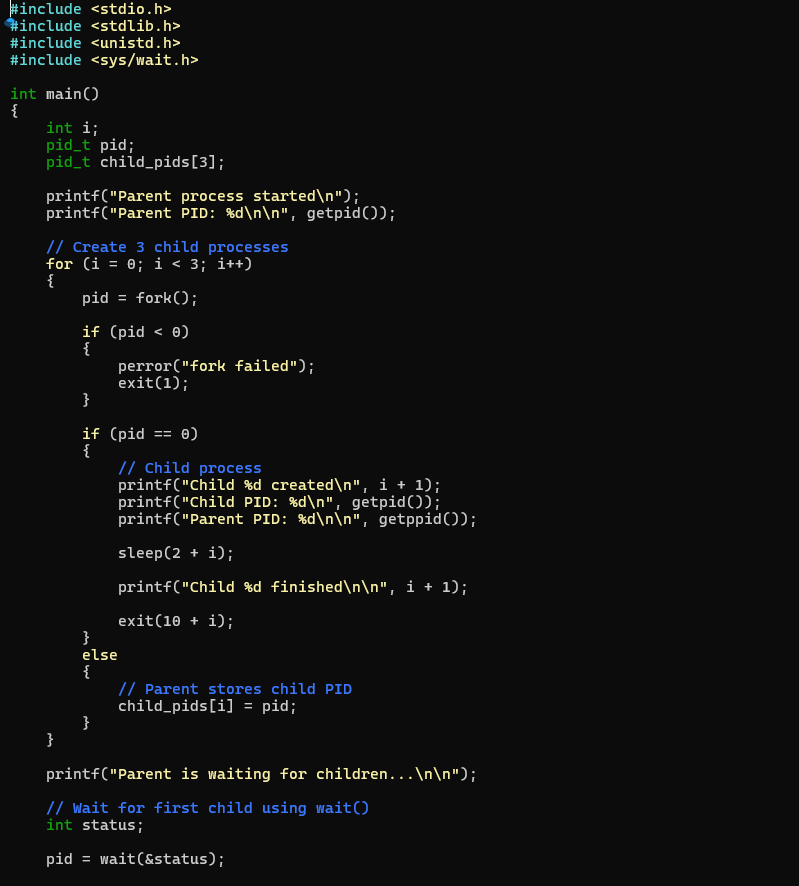 #include <stdio.h>
#include <stdlib.h>
#include <unistd.h>
#include <sys/wait.h>

int main()
{
    int i;
    pid_t pid;
    pid_t child_pids[3];

    printf("Parent process started\n");
    printf("Parent PID: %d\n\n", getpid());

    // Create 3 child processes
    for (i = 0; i < 3; i++)
    {
        pid = fork();

        if (pid < 0)
        {
            perror("fork failed");
            exit(1);
        }

        if (pid == 0)
        {
            // Child process
            printf("Child %d created\n", i + 1);
            printf("Child PID: %d\n", getpid());
            printf("Parent PID: %d\n\n", getppid());

            sleep(2 + i);

            printf("Child %d finished\n\n", i + 1);

            exit(10 + i);
        }
        else
        {
            // Parent stores child PID
            child_pids[i] = pid;
        }
    }

    printf("Parent is waiting for children...\n\n");

    // Wait for first child using wait()
    int status;

    pid = wait(&status);